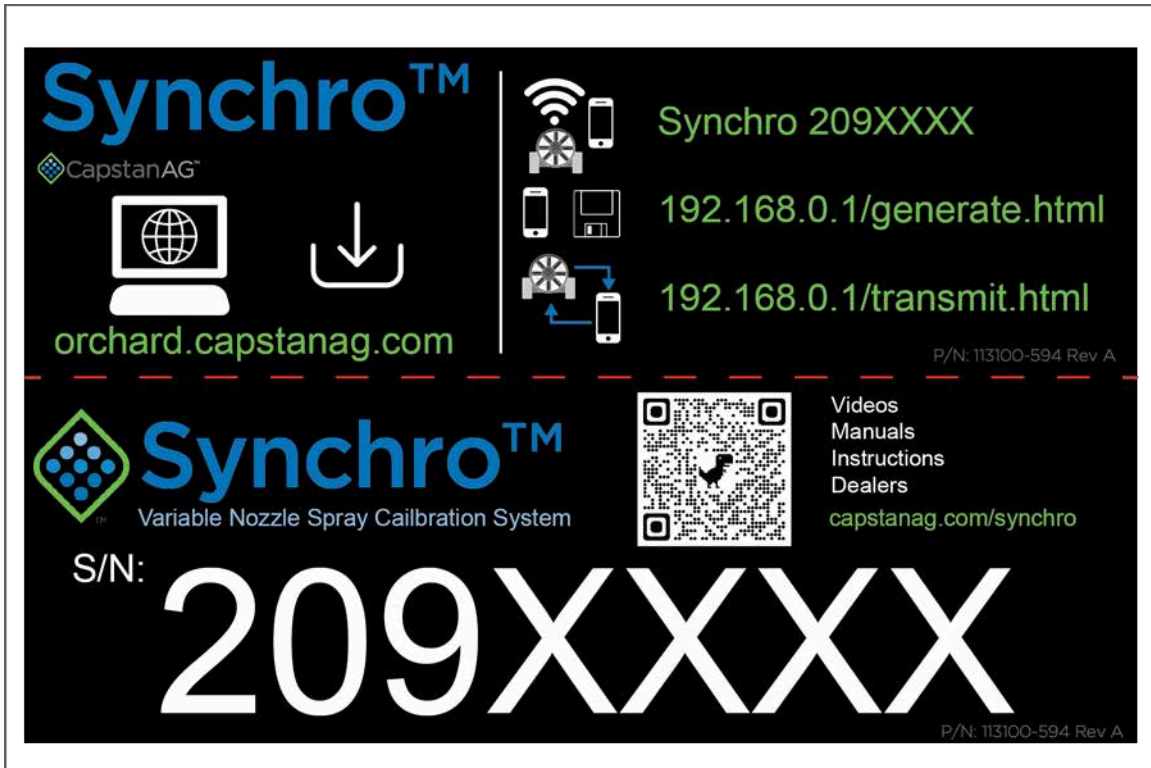 Synchro™
CapstanAG™
orchard.capstanag.com
Synchro 209XXXX
192.168.0.1/generate.html
192.168.0.1/transmit.html
P/N: 113100-594 Rev A
Synchro™
TM
Variable Nozzle Spray Cailbration System
Videos
Manuals
Instructions
Dealers
capstanag.com/synchro
S/N:
209XXXX
P/N: 113100-594 Rev A